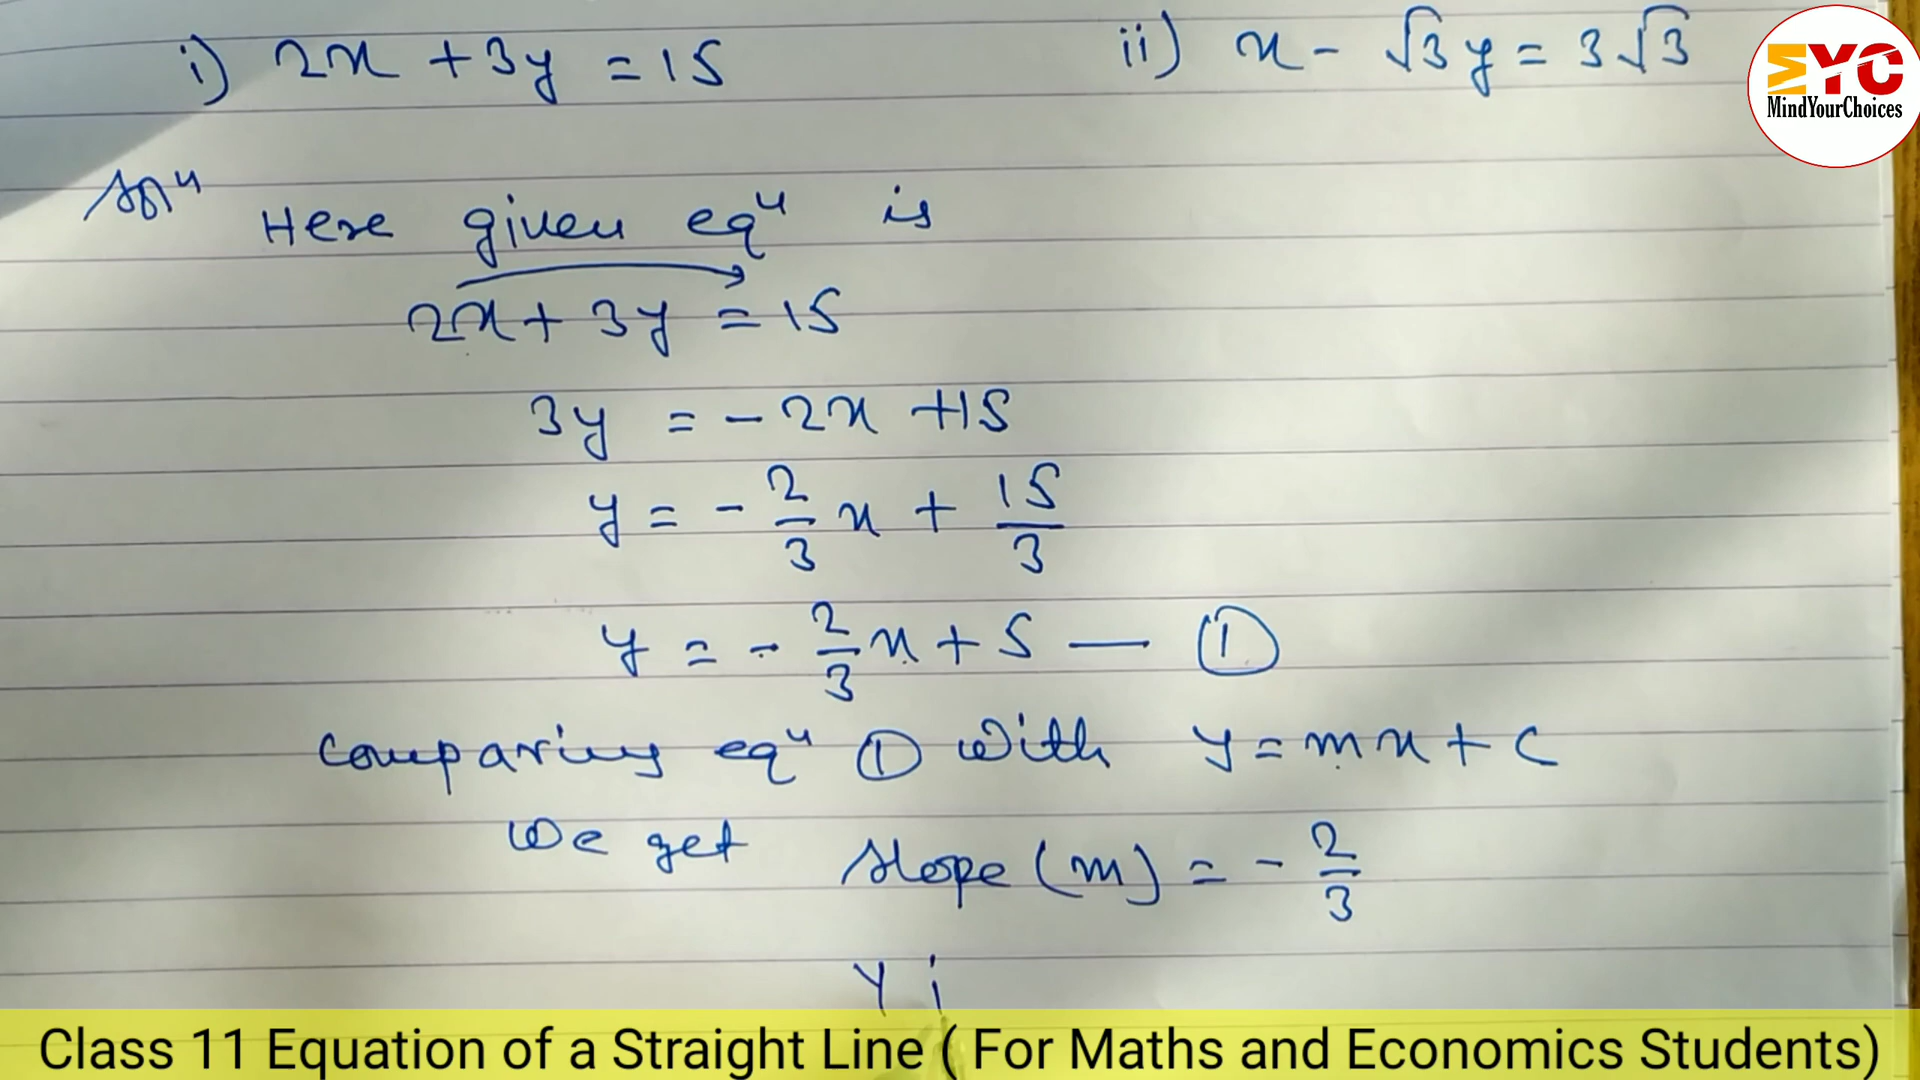 i) 2x + 3y = 15
ii) x - √3 y = 3√3
MYC
MindYourChoices
Solⁿ
Here given eqⁿ is
2x + 3y = 15
3y = - 2x + 15
y = - 2/3 x + 15/3
y = - 2/3 x + 5 — ①
Comparing eqⁿ ① with y = mx + c
We get Slope (m) = - 2/3
Y i
Class 11 Equation of a Straight Line ( For Maths and Economics Students)